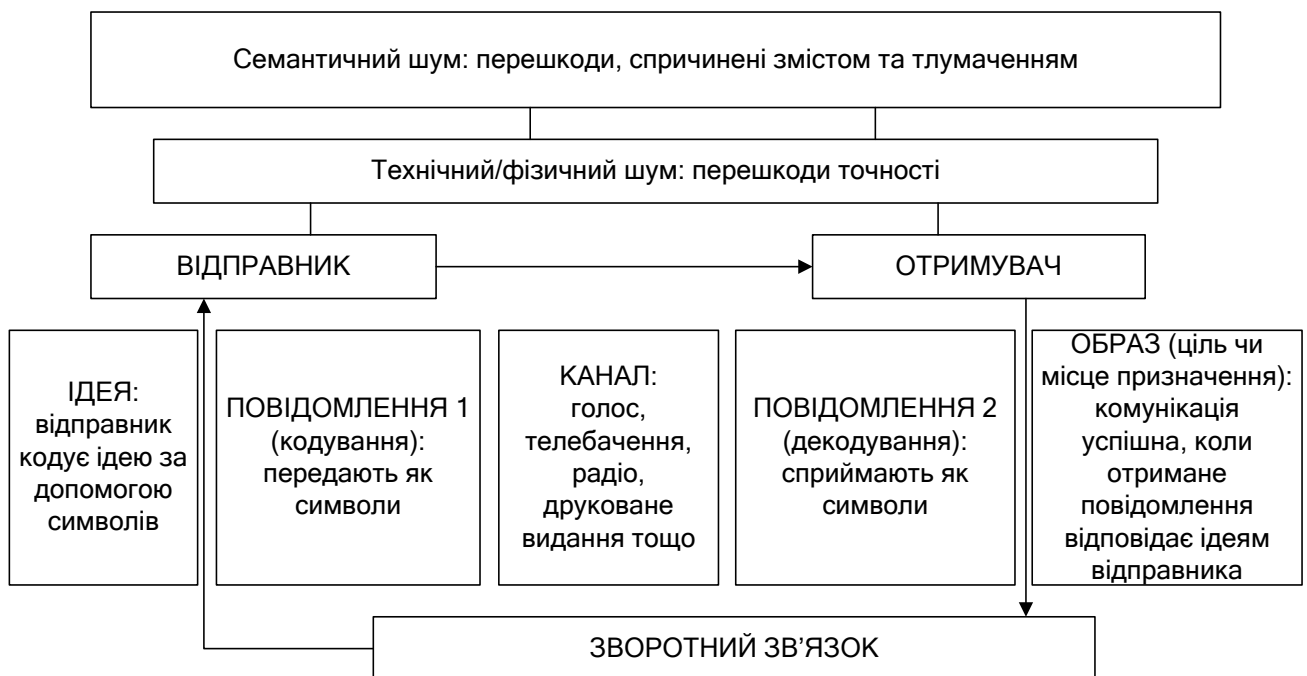 Семантичний шум: перешкоди, спричинені змістом та тлумаченням
Технічний/фізичний шум: перешкоди точності
ВІДПРАВНИК
ОТРИМУВАЧ
ІДЕЯ:
відправник
кодує ідею за
допомогою
символів
ПОВІДОМЛЕННЯ 1
(кодування):
передають як
символи
КАНАЛ:
голос,
телебачення,
радіо,
друковане
видання тощо
ПОВІДОМЛЕННЯ 2
(декодування):
сприймають як
символи
ОБРАЗ (ціль чи
місце призначення):
комунікація
успішна, коли
отримане
повідомлення
відповідає ідеям
відправника
ЗВОРОТНИЙ ЗВ’ЯЗОК